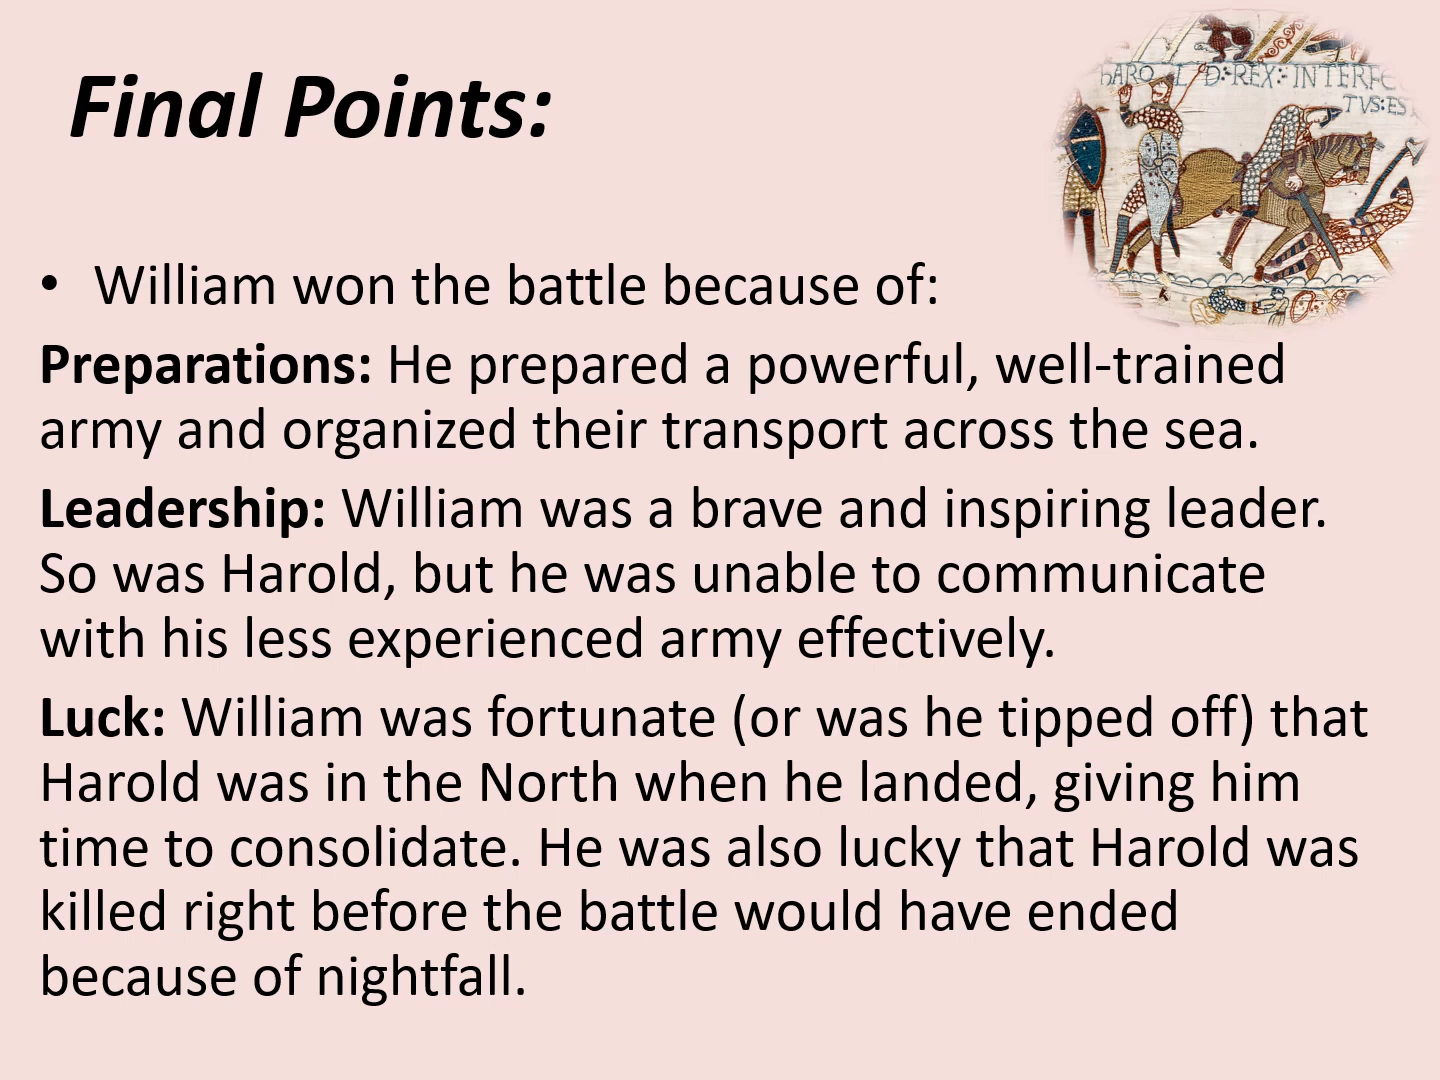 Final Points:
HARO L D:REX:INTERFE
TVS:ES
• William won the battle because of:
Preparations: He prepared a powerful, well-trained
army and organized their transport across the sea.
Leadership: William was a brave and inspiring leader.
So was Harold, but he was unable to communicate
with his less experienced army effectively.
Luck: William was fortunate (or was he tipped off) that
Harold was in the North when he landed, giving him
time to consolidate. He was also lucky that Harold was
killed right before the battle would have ended
because of nightfall.